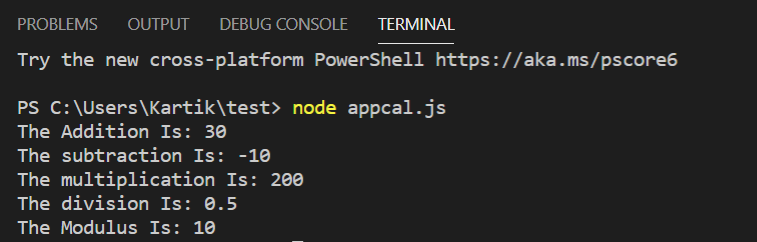 PROBLEMS OUTPUT DEBUG CONSOLE TERMINAL
Try the new cross-platform PowerShell https://aka.ms/pscore6
PS C:\Users\Kartik\test> node appcal.js
The Addition Is: 30
The subtraction Is: -10
The multiplication Is: 200
The division Is: 0.5
The Modulus Is: 10